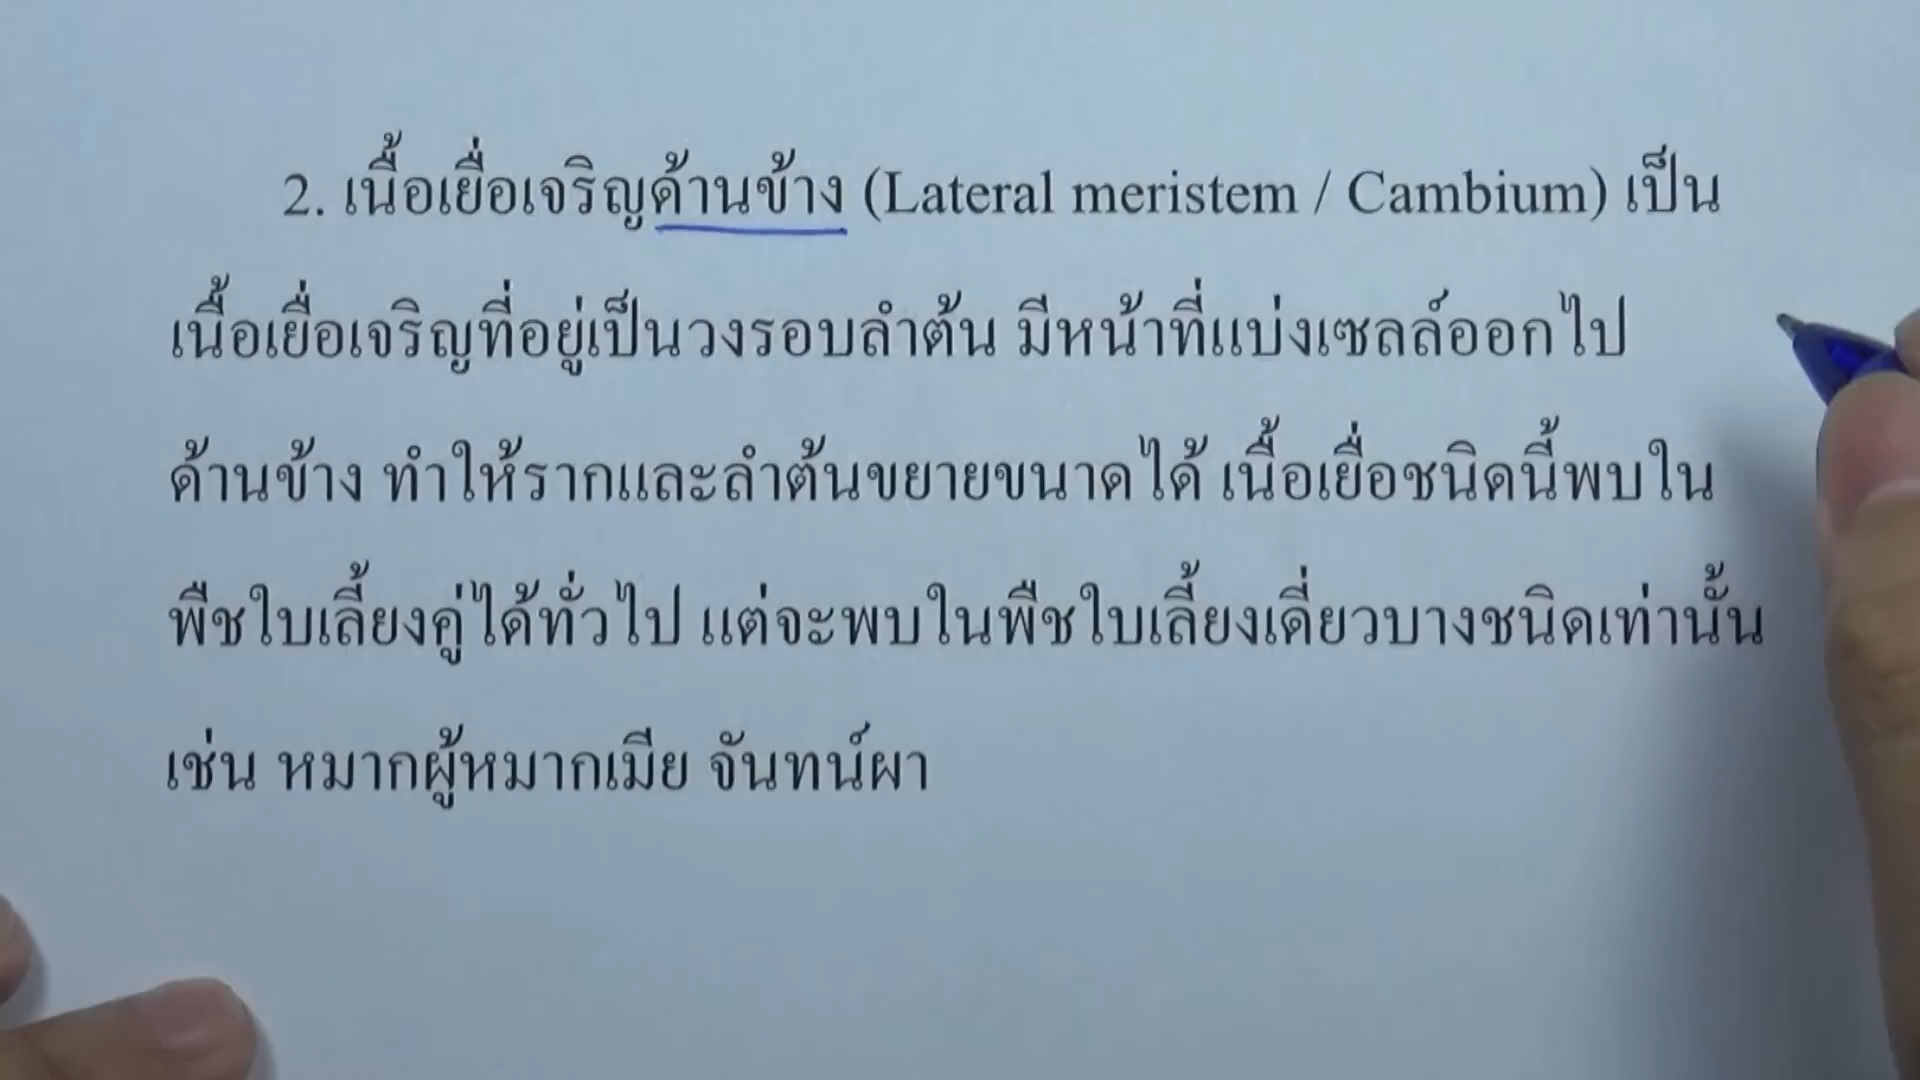 2. เนื้อเยื่อเจริญด้านข้าง (Lateral meristem / Cambium) เป็น
เนื้อเยื่อเจริญที่อยู่เป็นวงรอบลำต้น มีหน้าที่แบ่งเซลล์ออกไป
ด้านข้าง ทำให้รากและลำต้นขยายขนาดได้ เนื้อเยื่อชนิดนี้พบใน
พืชใบเลี้ยงคู่ได้ทั่วไป แต่จะพบในพืชใบเลี้ยงเดี่ยวบางชนิดเท่านั้น
เช่น หมากผู้หมากเมีย จันทน์ผา